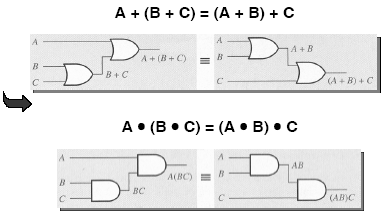 A + (B + C) = (A + B) + C
A
B
C
B + C
A + (B + C)
≡
A
B
C
A + B
(A + B) + C
A • (B • C) = (A • B) • C
A
B
C
BC
A(BC)
≡
A
B
C
AB
(AB)C